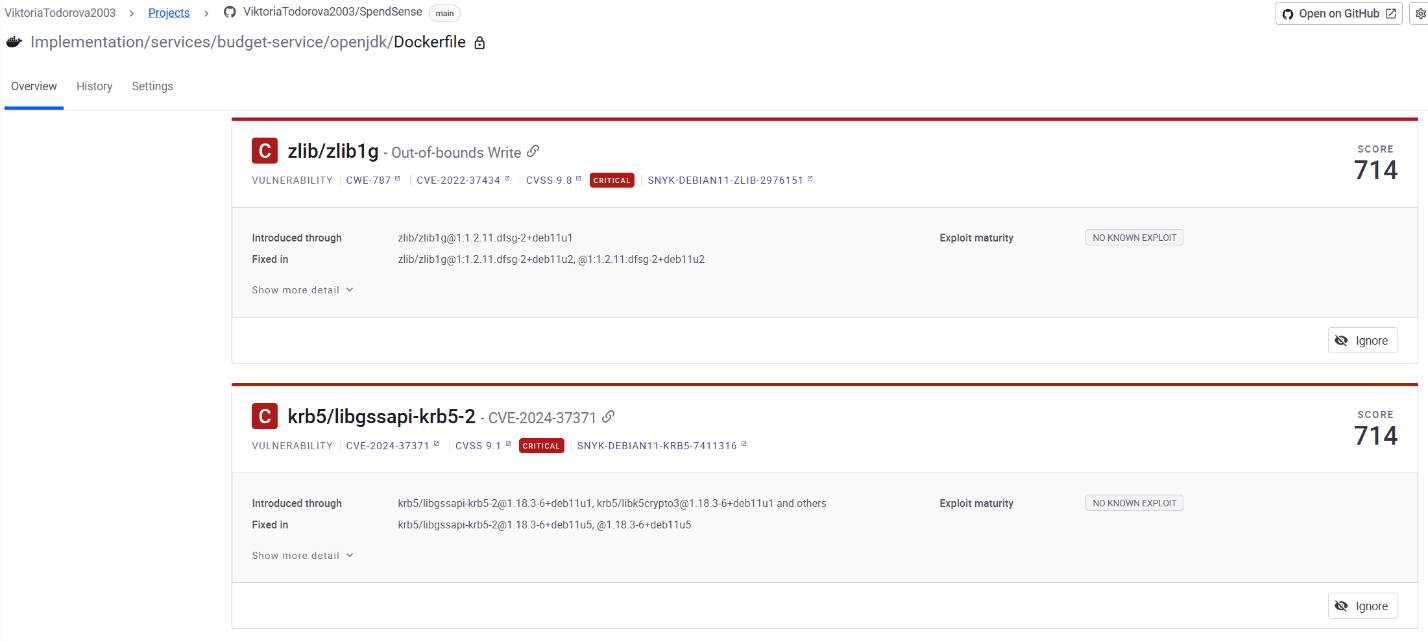 ViktoriaTodorova2003 > Projects > ViktoriaTodorova2003/SpendSense main Open on GitHub
Implementation/services/budget-service/openjdk/Dockerfile
Overview History Settings
C zlib/zlib1g - Out-of-bounds Write SCORE
VULNERABILITY CWE-787 CVE-2022-37434 CVSS 9.8 CRITICAL SNYK-DEBIAN11-ZLIB-2976151 714
Introduced through zlib/zlib1g@1:1.2.11.dfsg-2+deb11u1 Exploit maturity NO KNOWN EXPLOIT
Fixed in zlib/zlib1g@1:1.2.11.dfsg-2+deb11u2, @1:1.2.11.dfsg-2+deb11u2
Show more detail
Ignore
C krb5/libgssapi-krb5-2 - CVE-2024-37371 SCORE
VULNERABILITY CVE-2024-37371 CVSS 9.1 CRITICAL SNYK-DEBIAN11-KRB5-7411316 714
Introduced through krb5/libgssapi-krb5-2@1.18.3-6+deb11u1, krb5/libk5crypto3@1.18.3-6+deb11u1 and others Exploit maturity NO KNOWN EXPLOIT
Fixed in krb5/libgssapi-krb5-2@1.18.3-6+deb11u5, @1.18.3-6+deb11u5
Show more detail
Ignore